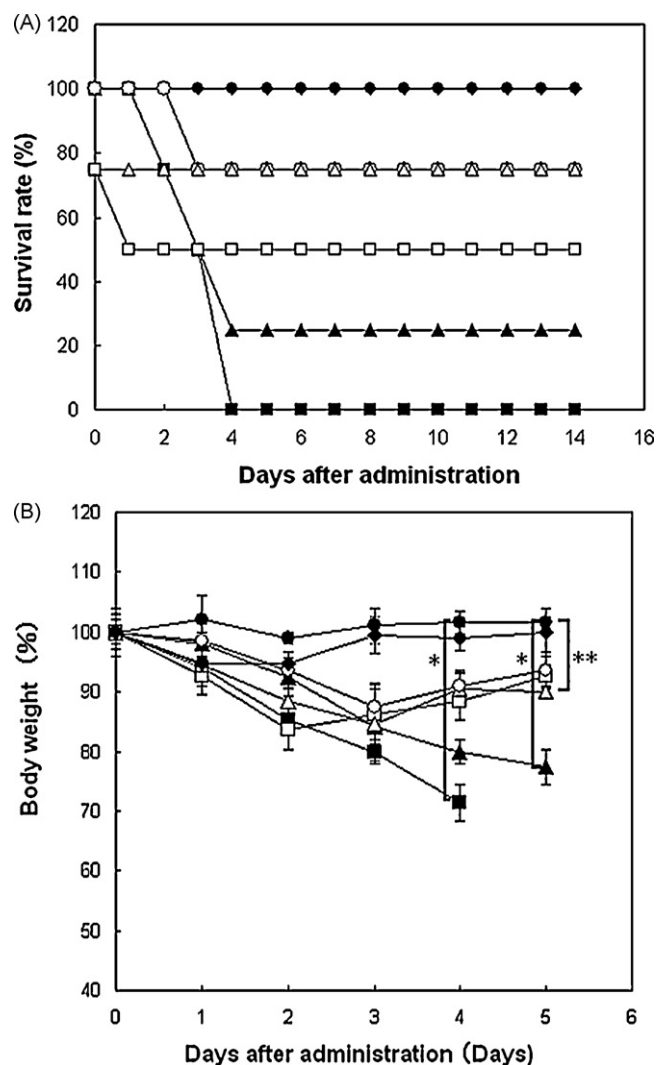 (A)
120
100
80
60
40
20
0
Survival rate (%)
0 2 4 6 8 10 12 14 16
Days after administration
(B)
120
110
100
90
80
70
60
50
40
Body weight (%)
* * **
0 1 2 3 4 5 6
Days after administration (Days)